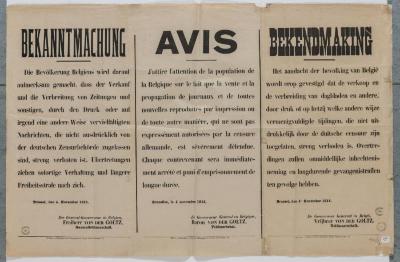 BEKANNTMACHUNG
Die Bevölkerung Belgiens wird darauf
aufmerksam gemacht, dass der Verkauf
und die Verbreitung von Zeitungen und
sonstigen, durch den Druck oder auf
irgend eine andere Weise vervielfältigten
Nachrichten, die nicht ausdrücklich von
der deutschen Zensurbehörde zugelassen
sind, streng verboten ist. Übertretungen
ziehen sofortige Verhaftung und längere
Freiheitsstrafe nach sich.
Brüssel, den 4. November 1914.
Der General-Gouverneur in Belgien,
Freiherr VON DER GOLTZ,
Generalfeldmarschall.
AVIS
J'attire l'attention de la population de
la Belgique sur le fait que la vente et la
propagation de journaux, et de toutes
nouvelles reproduites par impression ou
de toute autre manière, qui ne sont pas
expressément autorisées par la censure
allemande, est sévèrement défendue.
Chaque contrevenant sera immédiate-
ment arrêté et puni d'emprisonnement de
longue durée.
Bruxelles, le 4 novembre 1914.
Le Gouverneur Général en Belgique,
Baron VON DER GOLTZ,
Feldmaréchal.
BEKENDMAKING
Het aandacht der bevolking van België
wordt erop gevestigd dat de verkoop en
de verbreiding van dagbladen en andere,
door druk of op hetzij welke andere wijze
vermenigvuldigde tijdingen, die niet uit-
drukkelijk door de duitsche censuur zijn
toegelaten, streng verboden is. Overtre-
dingen zullen onmiddellijke inhechtenis-
neming en langdurende gevangenisstraffen
ten gevolge hebben.
Brussel, den 4n November 1914.
De Gouverneur Generaal in België,
Vrijheer VON DER GOLTZ,
Veldmaarschalk.